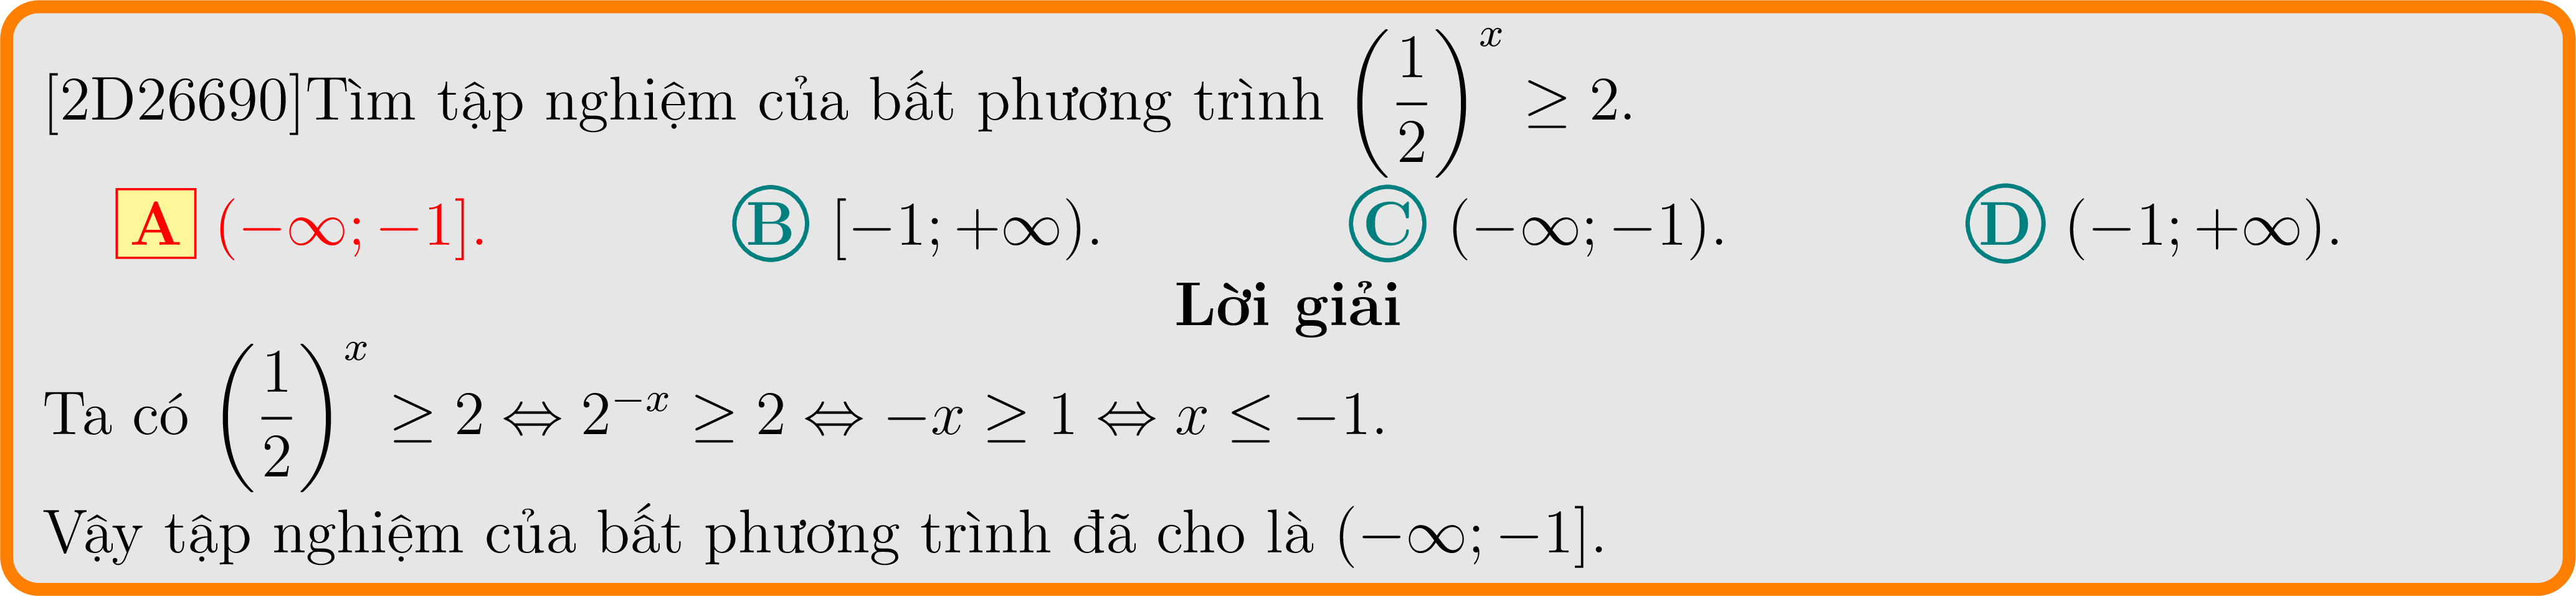 [2D26690]Tìm tập nghiệm của bất phương trình $\left(\dfrac{1}{2}\right)^x \geq 2$.
A $(-\infty; -1]$. B $[-1; +\infty)$. C $(-\infty; -1)$. D $(-1; +\infty)$.
Lời giải
Ta có $\left(\dfrac{1}{2}\right)^x \geq 2 \Leftrightarrow 2^{-x} \geq 2 \Leftrightarrow -x \geq 1 \Leftrightarrow x \leq -1$.
Vậy tập nghiệm của bất phương trình đã cho là $(-\infty; -1]$.